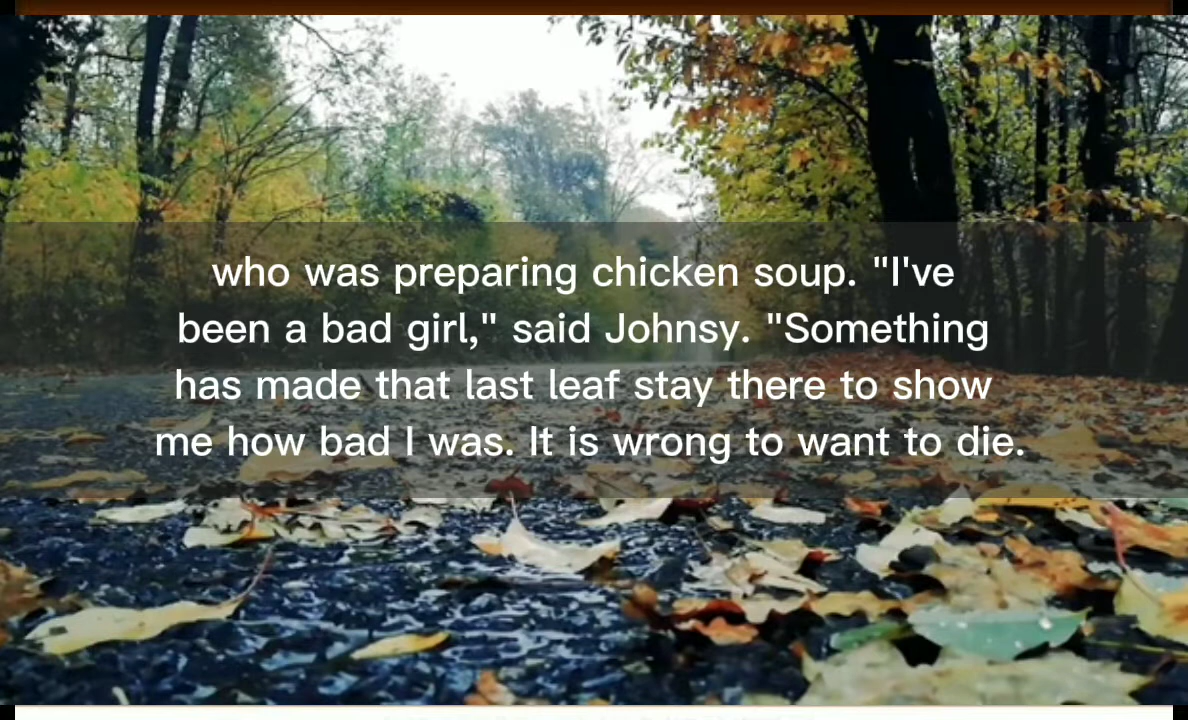 who was preparing chicken soup. "I've
been a bad girl," said Johnsy. "Something
has made that last leaf stay there to show
me how bad I was. It is wrong to want to die.